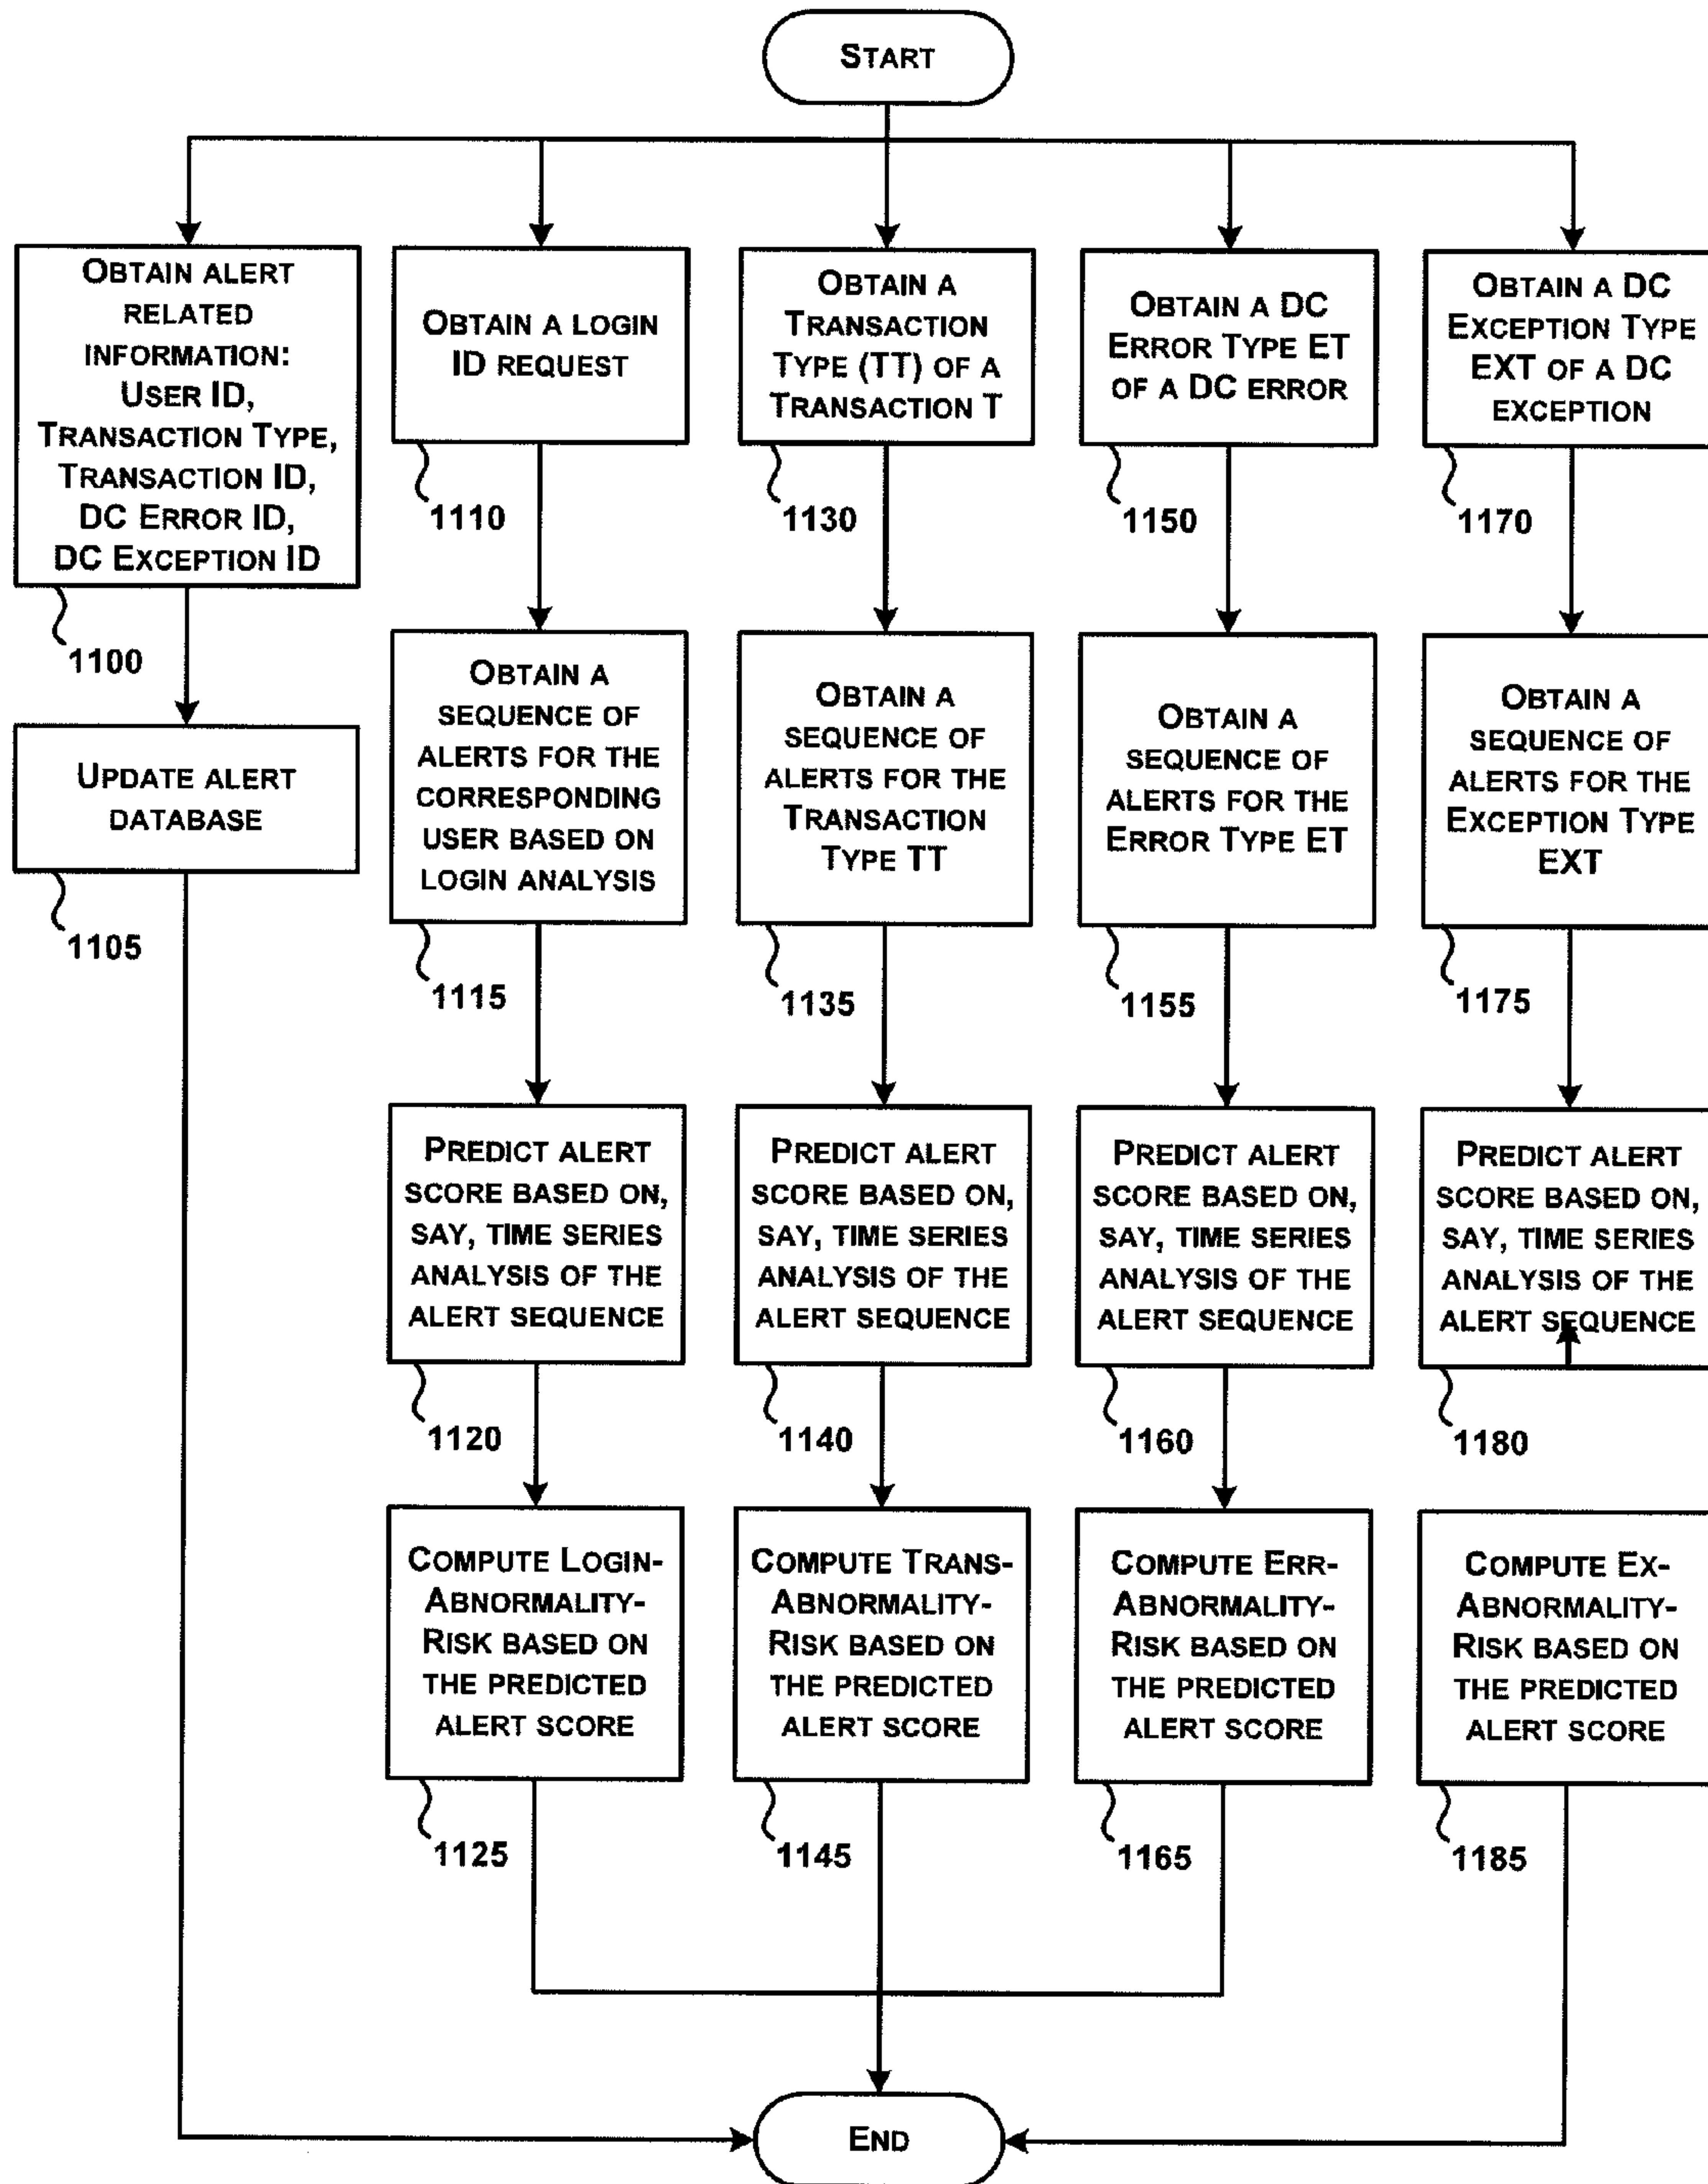 START
OBTAIN ALERT
RELATED
INFORMATION:
USER ID,
TRANSACTION TYPE,
TRANSACTION ID,
DC ERROR ID,
DC EXCEPTION ID
1100
UPDATE ALERT
DATABASE
1105
OBTAIN A LOGIN
ID REQUEST
1110
OBTAIN A
SEQUENCE OF
ALERTS FOR THE
CORRESPONDING
USER BASED ON
LOGIN ANALYSIS
1115
PREDICT ALERT
SCORE BASED ON,
SAY, TIME SERIES
ANALYSIS OF THE
ALERT SEQUENCE
1120
COMPUTE LOGIN-
ABNORMALITY-
RISK BASED ON
THE PREDICTED
ALERT SCORE
1125
OBTAIN A
TRANSACTION
TYPE (TT) OF A
TRANSACTION T
1130
OBTAIN A
SEQUENCE OF
ALERTS FOR THE
TRANSACTION
TYPE TT
1135
PREDICT ALERT
SCORE BASED ON,
SAY, TIME SERIES
ANALYSIS OF THE
ALERT SEQUENCE
1140
COMPUTE TRANS-
ABNORMALITY-
RISK BASED ON
THE PREDICTED
ALERT SCORE
1145
OBTAIN A DC
ERROR TYPE ET
OF A DC ERROR
1150
OBTAIN A
SEQUENCE OF
ALERTS FOR THE
ERROR TYPE ET
1155
PREDICT ALERT
SCORE BASED ON,
SAY, TIME SERIES
ANALYSIS OF THE
ALERT SEQUENCE
1160
COMPUTE ERR-
ABNORMALITY-
RISK BASED ON
THE PREDICTED
ALERT SCORE
1165
OBTAIN A DC
EXCEPTION TYPE
EXT OF A DC
EXCEPTION
1170
OBTAIN A
SEQUENCE OF
ALERTS FOR THE
EXCEPTION TYPE
EXT
1175
PREDICT ALERT
SCORE BASED ON,
SAY, TIME SERIES
ANALYSIS OF THE
ALERT SEQUENCE
1180
COMPUTE EX-
ABNORMALITY-
RISK BASED ON
THE PREDICTED
ALERT SCORE
1185
END